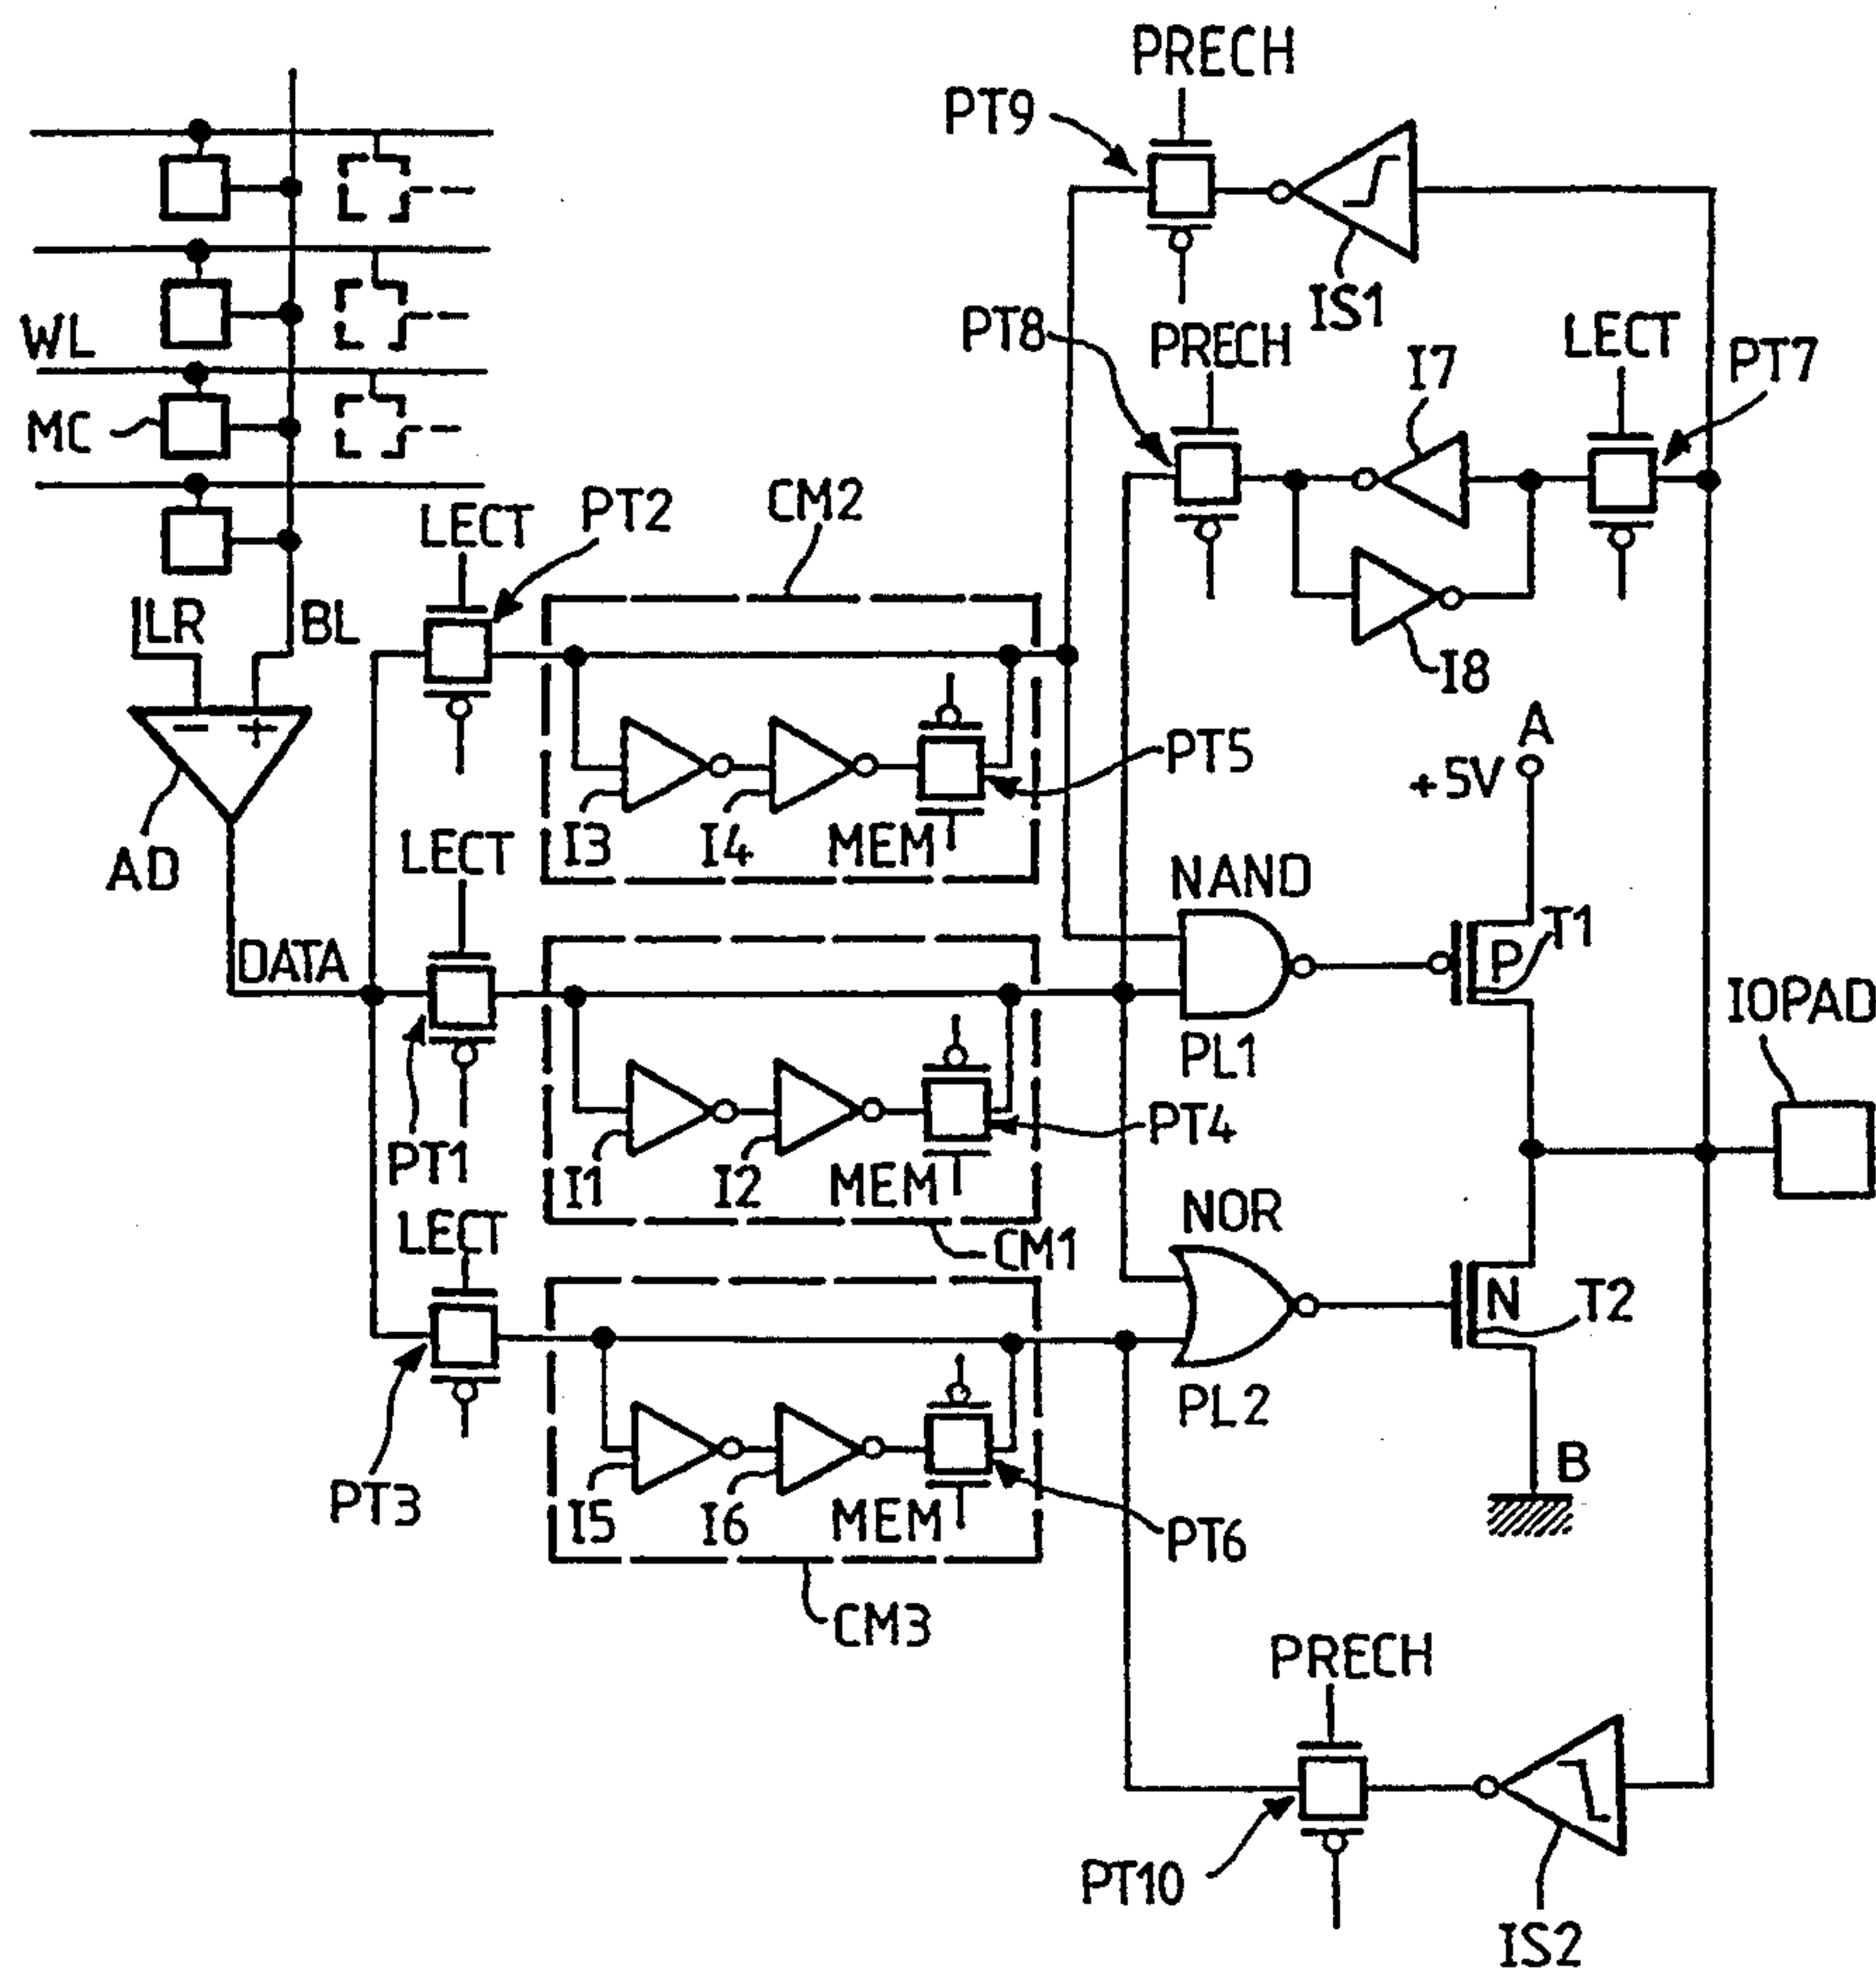 PRECH
PT9
IS1
WL
PT8
PRECH
I7
LECT
PT7
MC
LECT
PT2
CM2
LR
BL
I8
A
+5V
PT5
I3
I4
MEM
AD
LECT
NAND
P
T1
DATA
IOPAD
PL1
PT4
PT1
I1
I2
MEM
NOR
LECT
CM1
N
T2
PL2
B
PT3
I5
I6
MEM
PT6
CM3
PRECH
PT10
IS2
- +